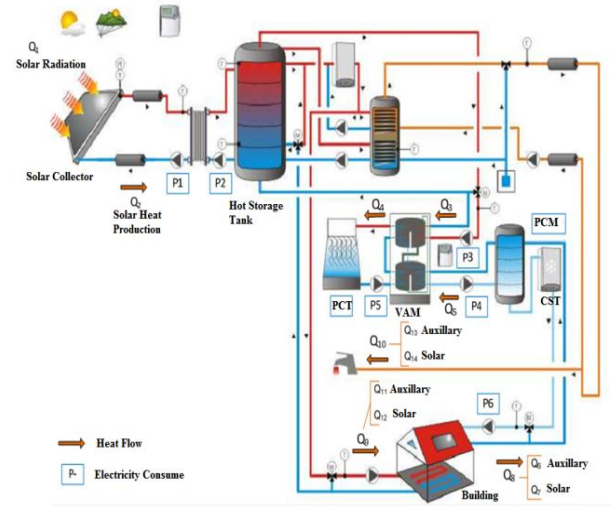 Q1
Solar Radiation
Solar Collector
Q2
Solar Heat
Production
P1
P2
Hot Storage
Tank
Q4
Q3
PCM
P3
PCT
P5
VAM
Q5
P4
CST
Q13 Auxillary
Q10
Q14 Solar
Q11 Auxillary
Q12 Solar
Q9
P6
Heat Flow
P- Electricity Consume
Building
Q8
Q6 Auxillary
Q7 Solar